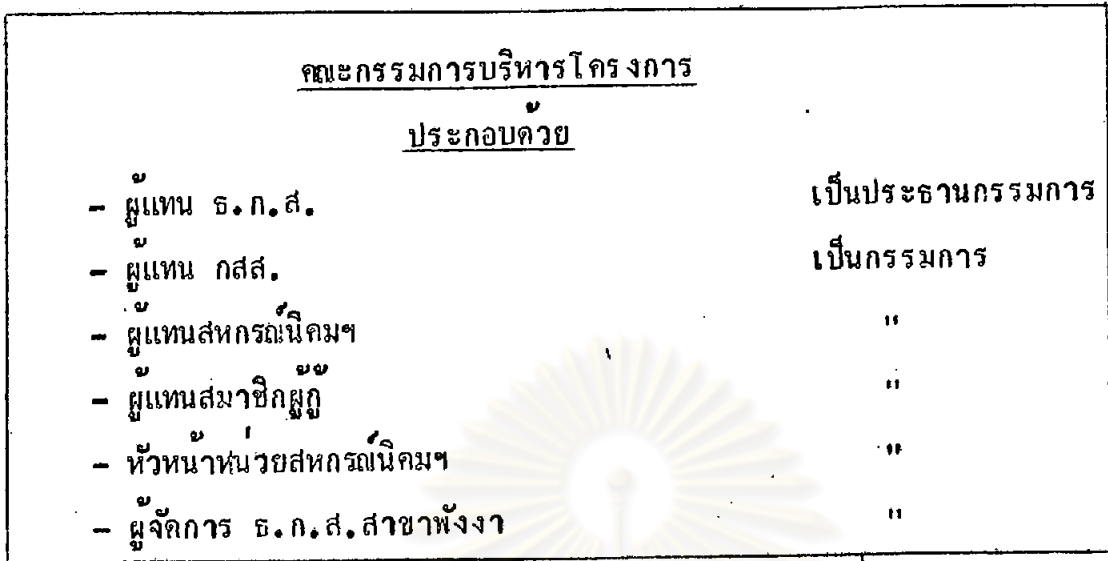 คณะกรรมการบริหารโครงการ
ประกอบด้วย
- ผู้แทน ธ.ก.ส. เป็นประธานกรรมการ
- ผู้แทน กสส. เป็นกรรมการ
- ผู้แทนสหกรณ์นิคมฯ "
- ผู้แทนสมาชิกผู้กู้ "
- หัวหน้าหน่วยสหกรณ์นิคมฯ "
- ผู้จัดการ ธ.ก.ส.สาขาพังงา "